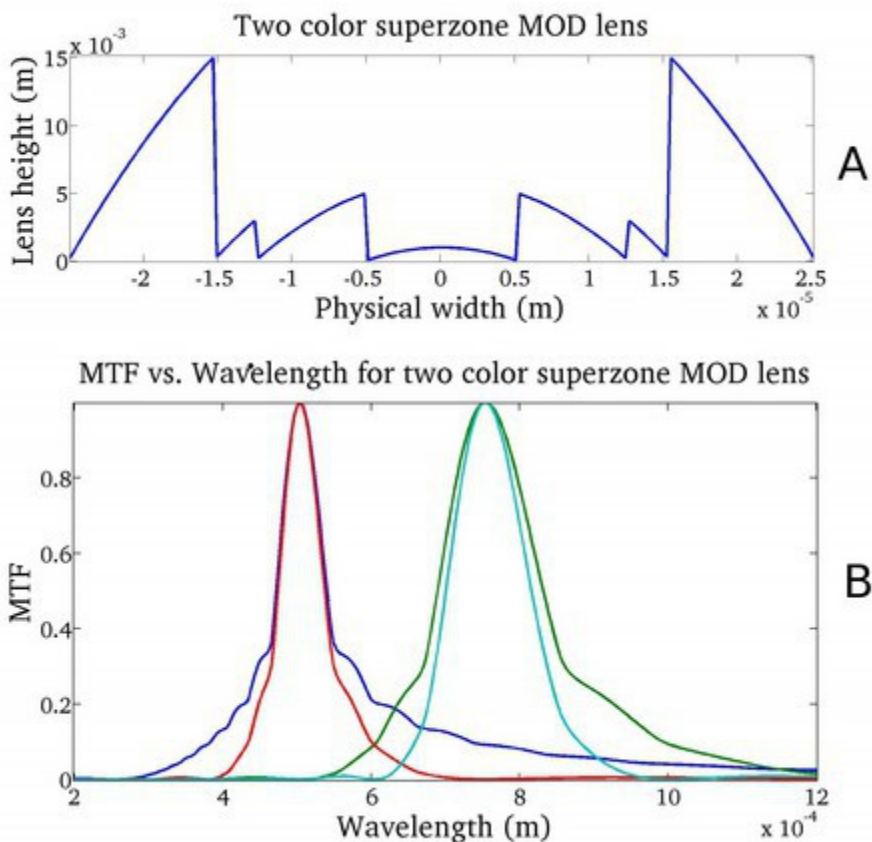 Two color superzone MOD lens
x 10⁻³
15
10
5
0
Lens height (m)
-2 -1.5 -1 -0.5 0 0.5 1 1.5 2 2.5
Physical width (m)
x 10⁻⁵
A
MTF vs. Wavelength for two color superzone MOD lens
0.8
0.6
0.4
0.2
0
MTF
2 4 6 8 10 12
Wavelength (m)
x 10⁻⁴
B